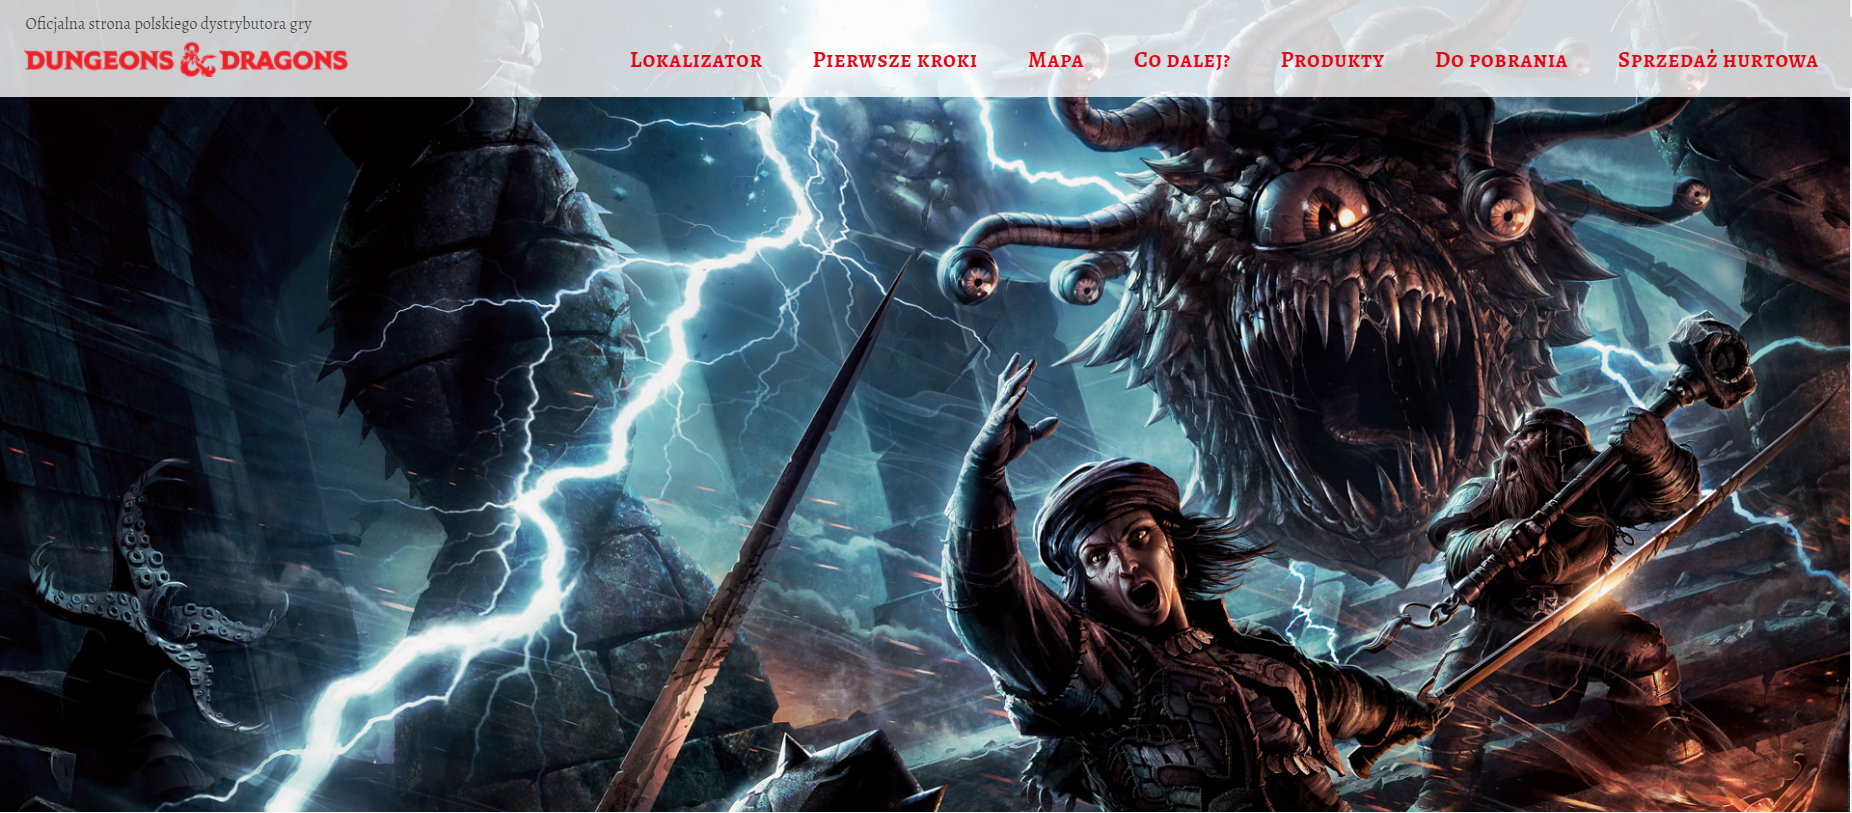 Oficjalna strona polskiego dystrybutora gry
DUNGEONS & DRAGONS
Lokalizator Pierwsze kroki Mapa Co dalej? Produkty Do pobrania Sprzedaż hurtowa